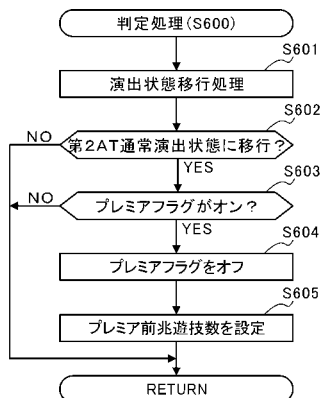 判定処理(S600)
S601
演出状態移行処理
S602
NO
第2AT通常演出状態に移行?
YES
S603
NO
プレミアフラグがオン?
YES
S604
プレミアフラグをオフ
S605
プレミア前兆遊技数を設定
RETURN